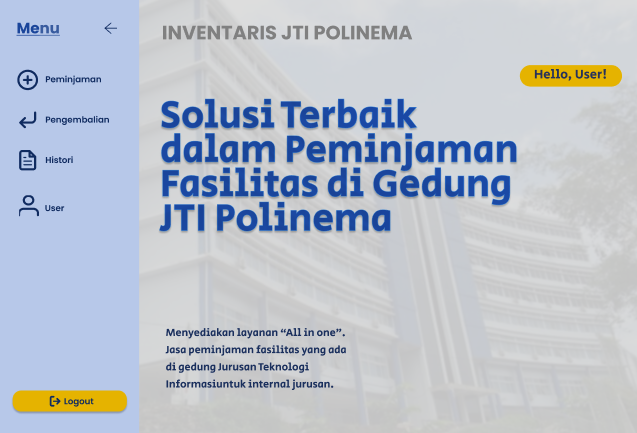 Menu
Peminjaman
Pengembalian
Histori
User
Logout
INVENTARIS JTI POLINEMA
Hello, User!
Solusi Terbaik
dalam Peminjaman
Fasilitas di Gedung
JTI Polinema
Menyediakan layanan “All in one”.
Jasa peminjaman fasilitas yang ada
di gedung Jurusan Teknologi
Informasiuntuk internal jurusan.